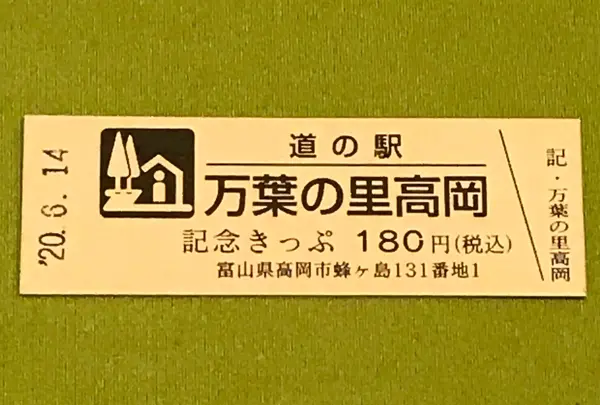 '20.6.14
道の駅
万葉の里高岡
記念きっぷ 180円(税込)
富山県高岡市蜂ヶ島131番地1
記・万葉の里高岡